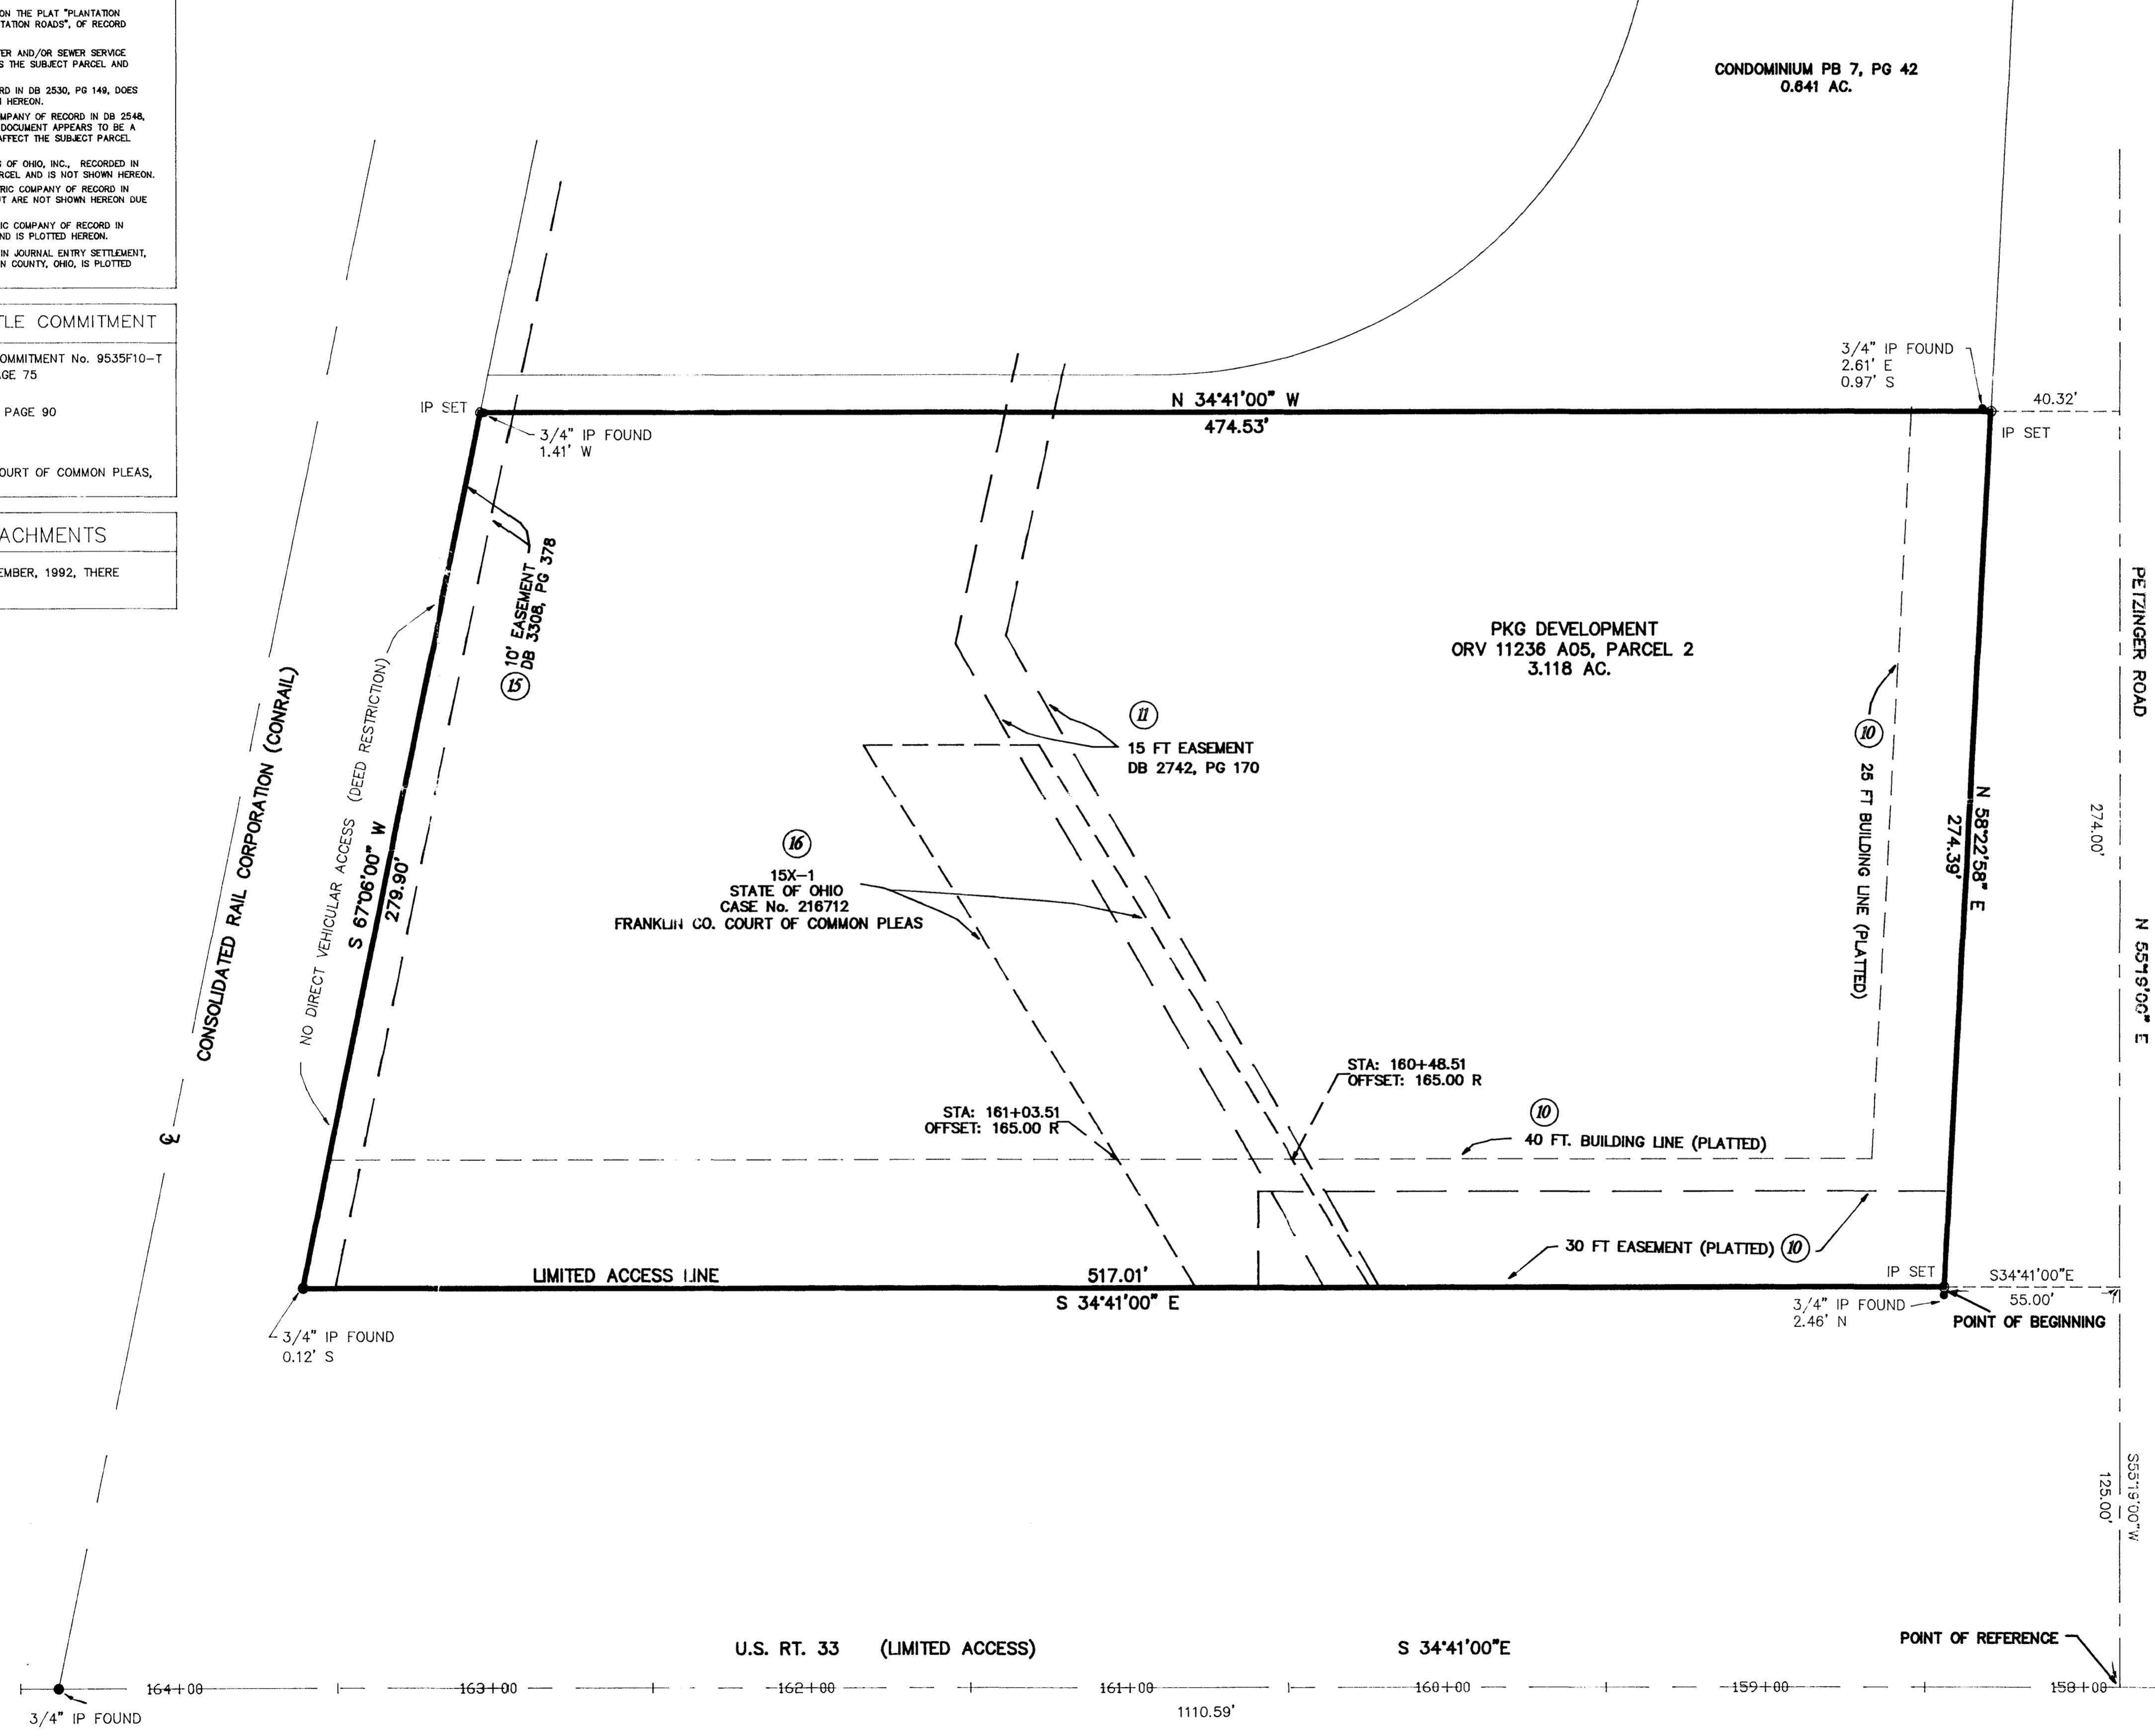 ON THE PLAT "PLANTATION
TATION ROADS", OF RECORD
ER AND/OR SEWER SERVICE
S THE SUBJECT PARCEL AND
RD IN DB 2530, PG 149, DOES
HEREON.
MPANY OF RECORD IN DB 2548,
DOCUMENT APPEARS TO BE A
AFFECT THE SUBJECT PARCEL
S OF OHIO, INC., RECORDED IN
RCEL AND IS NOT SHOWN HEREON.
RIC COMPANY OF RECORD IN
UT ARE NOT SHOWN HEREON DUE
IC COMPANY OF RECORD IN
ND IS PLOTTED HEREON.
IN JOURNAL ENTRY SETTLEMENT,
N COUNTY, OHIO, IS PLOTTED
TLE COMMITMENT
OMMITMENT No. 9535F10-T
AGE 75
PAGE 90
OURT OF COMMON PLEAS,
ACHMENTS
EMBER, 1992, THERE
CONDOMINIUM PB 7, PG 42
0.641 AC.
3/4" IP FOUND
2.61' E
0.97' S
40.32'
IP SET
IP SET
3/4" IP FOUND
1.41' W
N 34°41'00" W
474.53'
15 10' EASEMENT
DB 3308, PG 378
PKG DEVELOPMENT
ORV 11236 A05, PARCEL 2
3.118 AC.
PETZINGER ROAD
N 55°19'00" E
274.00'
N 58°22'58" E
274.39'
10 25 FT BUILDING LINE (PLATTED)
11
15 FT EASEMENT
DB 2742, PG 170
16
15X-1
STATE OF OHIO
CASE No. 216712
FRANKLIN CO. COURT OF COMMON PLEAS
CONSOLIDATED RAIL CORPORATION (CONRAIL)
NO DIRECT VEHICULAR ACCESS (DEED RESTRICTION)
S 67°06'00" W
279.90'
STA: 160+48.51
OFFSET: 165.00 R
STA: 161+03.51
OFFSET: 165.00 R
10
40 FT. BUILDING LINE (PLATTED)
30 FT EASEMENT (PLATTED) 10
LIMITED ACCESS LINE
517.01'
S 34°41'00" E
IP SET
S34°41'00"E
55.00'
3/4" IP FOUND
2.46' N
POINT OF BEGINNING
3/4" IP FOUND
0.12' S
S55°19'00"W
125.00'
U.S. RT. 33 (LIMITED ACCESS) S 34°41'00"E
POINT OF REFERENCE
164+00 163+00 162+00 161+00 160+00 159+00 158+00
3/4" IP FOUND
1110.59'